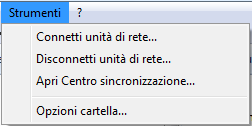 Strumenti ?
Connetti unità di rete...
Disconnetti unità di rete...
Apri Centro sincronizzazione...
Opzioni cartella...